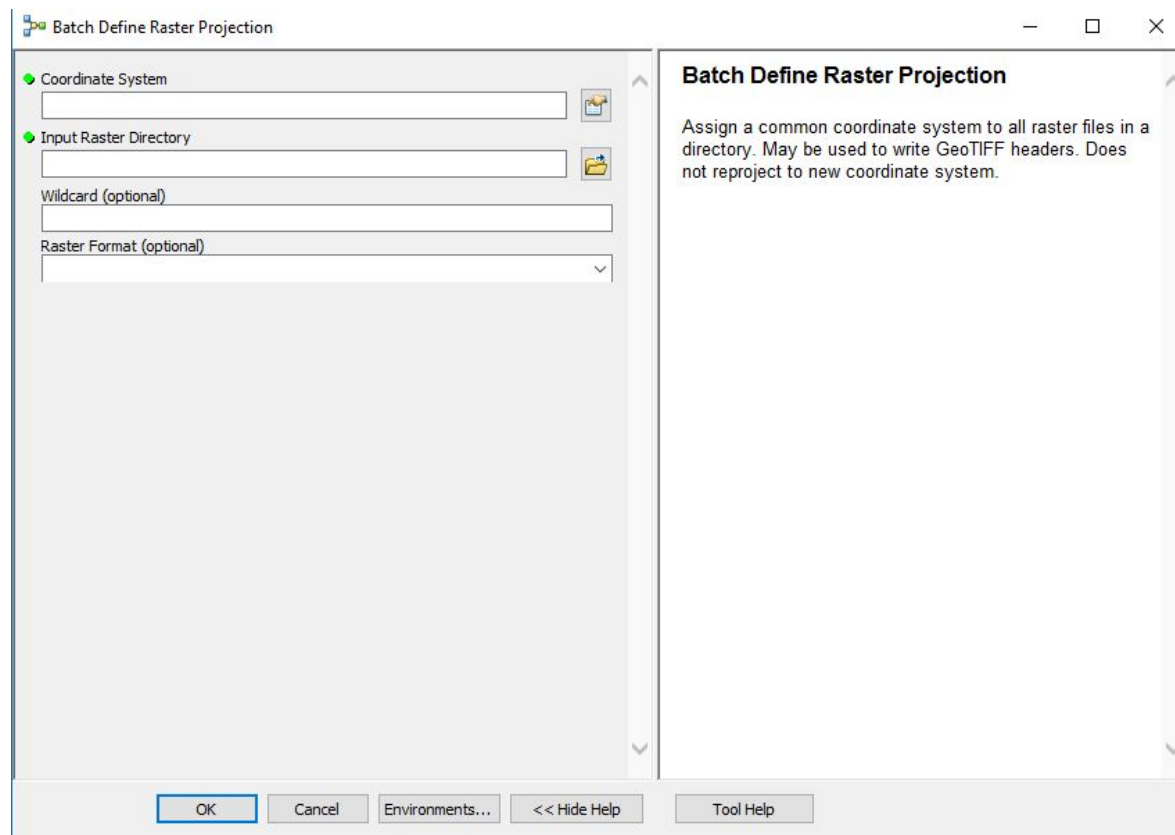 Batch Define Raster Projection
Coordinate System
Input Raster Directory
Wildcard (optional)
Raster Format (optional)
Batch Define Raster Projection
Assign a common coordinate system to all raster files in a
directory. May be used to write GeoTIFF headers. Does
not reproject to new coordinate system.
OK
Cancel
Environments...
<< Hide Help
Tool Help